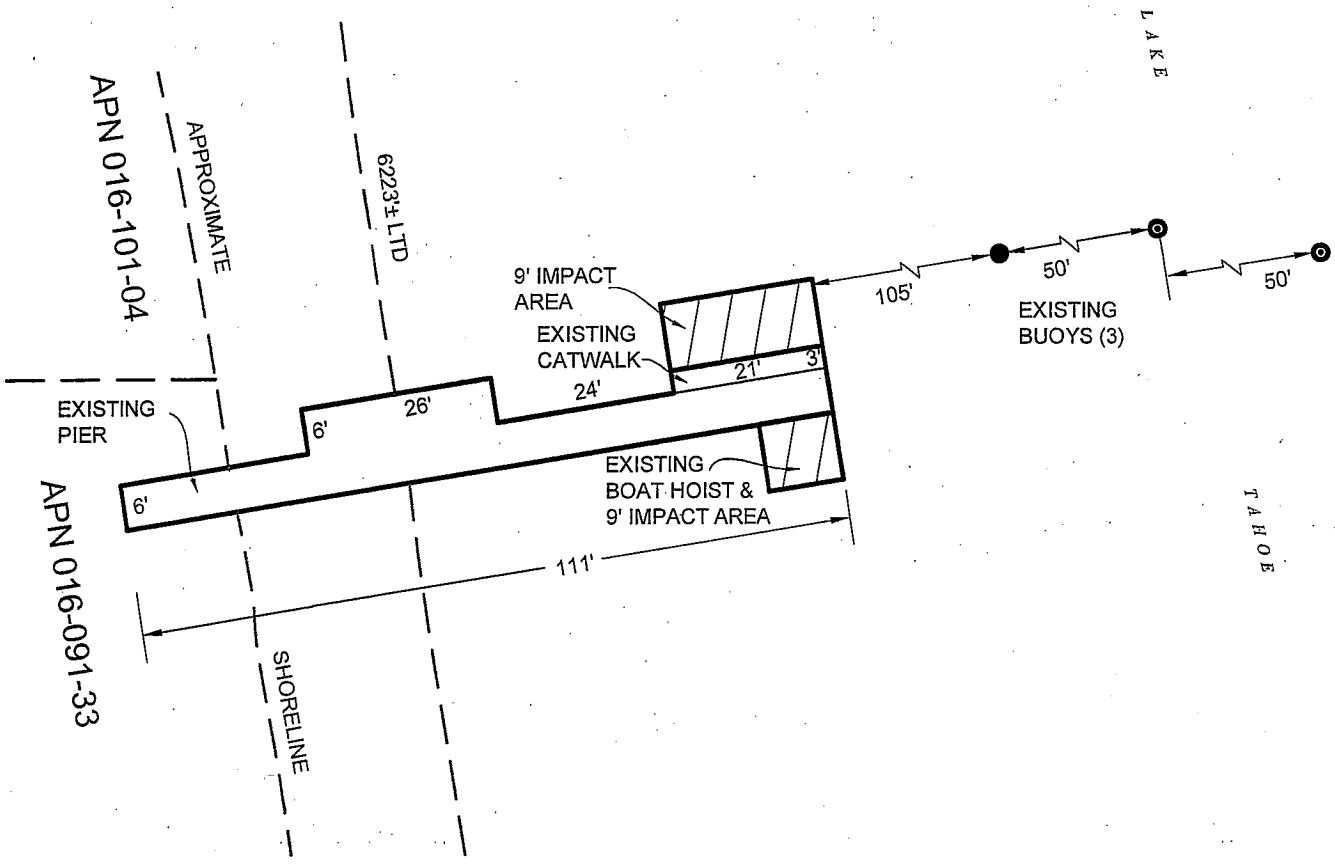 LAKE
APN 016-101-04
APPROXIMATE
6223'± LTD
9' IMPACT
AREA
EXISTING
CATWALK
105'
50'
50'
EXISTING
BUOYS (3)
21'
3'
24'
26'
6'
EXISTING
PIER
6'
EXISTING
BOAT HOIST &
9' IMPACT AREA
APN 016-091-33
111'
SHORELINE
TAHOE